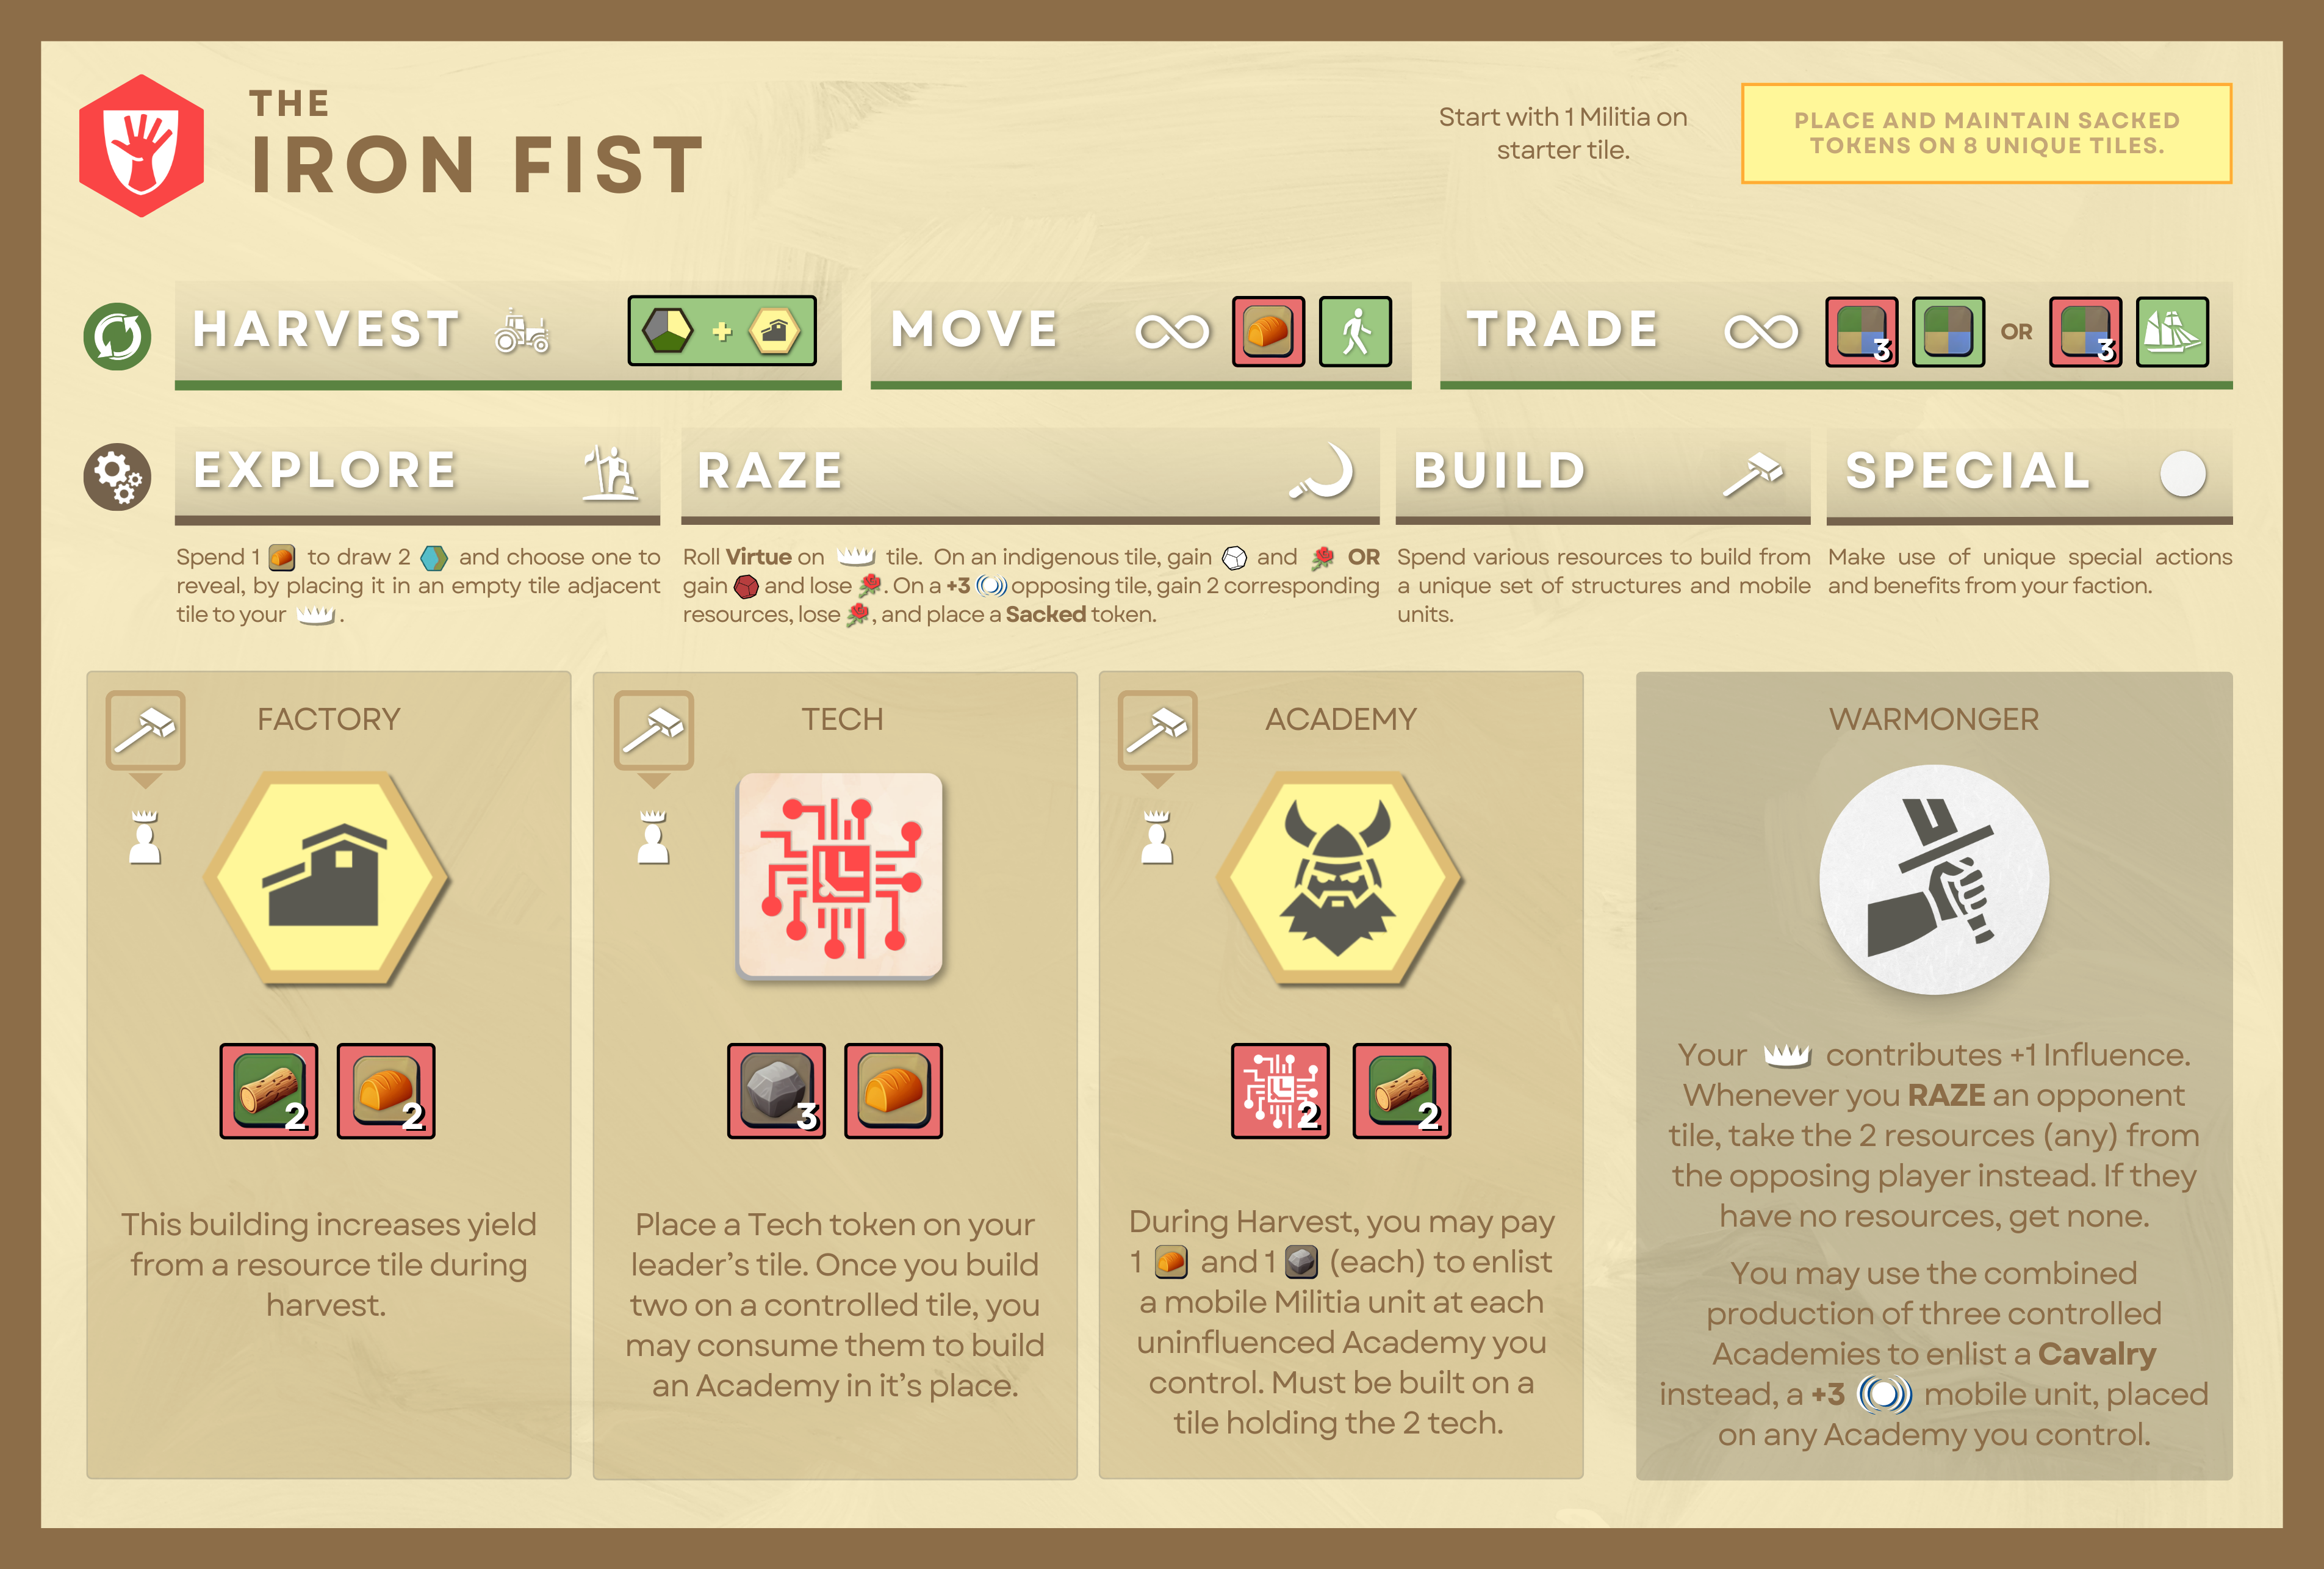 THE
IRON FIST
Start with 1 Militia on
starter tile.
PLACE AND MAINTAIN SACKED
TOKENS ON 8 UNIQUE TILES.
HARVEST
+
MOVE
TRADE
3
OR
3
EXPLORE
RAZE
BUILD
SPECIAL
Spend 1 to draw 2 and choose one to
reveal, by placing it in an empty tile adjacent
tile to your .
Roll Virtue on tile. On an indigenous tile, gain and OR
gain and lose . On a +3 opposing tile, gain 2 corresponding
resources, lose , and place a Sacked token.
Spend various resources to build from
a unique set of structures and mobile
units.
Make use of unique special actions
and benefits from your faction.
FACTORY
2
2
This building increases yield
from a resource tile during
harvest.
TECH
3
Place a Tech token on your
leader's tile. Once you build
two on a controlled tile, you
may consume them to build
an Academy in it's place.
ACADEMY
2
2
During Harvest, you may pay
1 and 1 (each) to enlist
a mobile Militia unit at each
uninfluenced Academy you
control. Must be built on a
tile holding the 2 tech.
WARMONGER
Your contributes +1 Influence.
Whenever you RAZE an opponent
tile, take the 2 resources (any) from
the opposing player instead. If they
have no resources, get none.
You may use the combined
production of three controlled
Academies to enlist a Cavalry
instead, a +3 mobile unit, placed
on any Academy you control.